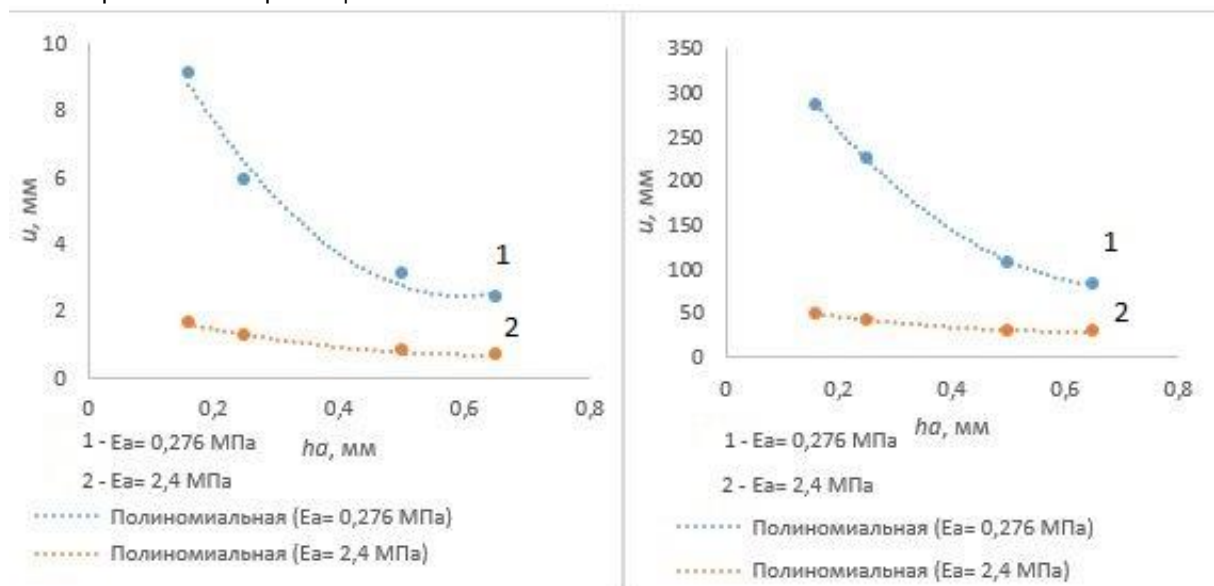 10
8
6
4
2
0
u, мм
0 0,2 0,4 0,6 0,8
ha, мм
1
2
1 - Ea= 0,276 МПа
2 - Ea= 2,4 МПа
Полиномиальная (Ea= 0,276 МПа)
Полиномиальная (Ea= 2,4 МПа)
350
300
250
200
150
100
50
0
u, мм
0 0,2 0,4 0,6 0,8
ha, мм
1
2
1 - Ea= 0,276 МПа
2 - Ea= 2,4 МПа
Полиномиальная (Ea= 0,276 МПа)
Полиномиальная (Ea= 2,4 МПа)